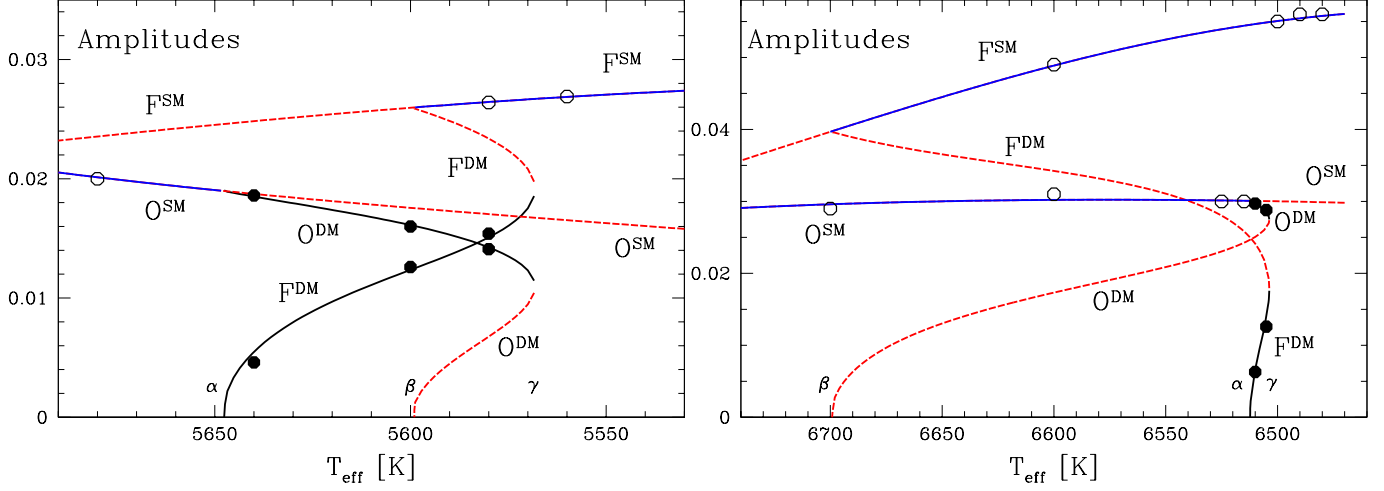 Amplitudes
0.03
F^SM
F^SM
F^DM
0.02
O^SM
O^DM
O^SM
F^DM
0.01
O^DM
α
β
γ
0
5650
5600
5550
T_eff [K]
Amplitudes
F^SM
0.04
F^DM
O^SM
O^SM
O^DM
0.02
O^DM
F^DM
β
α
γ
0
6700
6650
6600
6550
6500
T_eff [K]